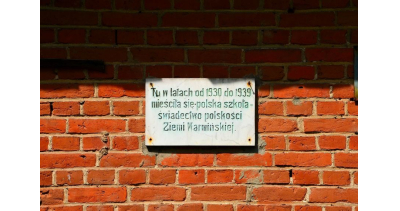 Tu w latach od 1930 do 1939
mieściła się polska szkoła -
świadectwo polskości
Ziemi Warmińskiej.